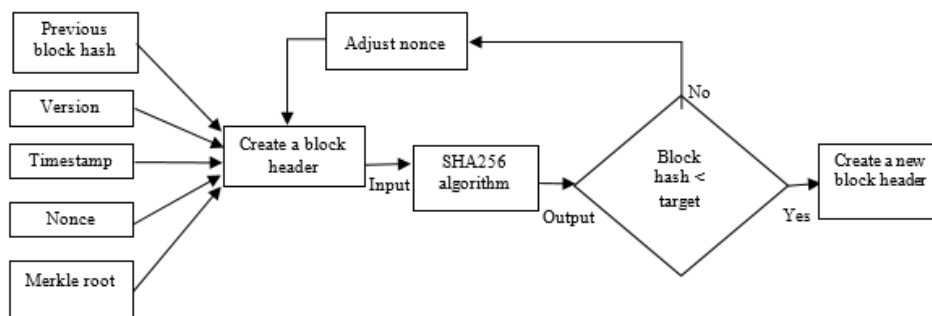 Previous
block hash
Adjust nonce
No
Version
Create a block
header
Timestamp
SHA256
algorithm
Block
hash <
target
Create a new
block header
Input
Output
Yes
Nonce
Merkle root